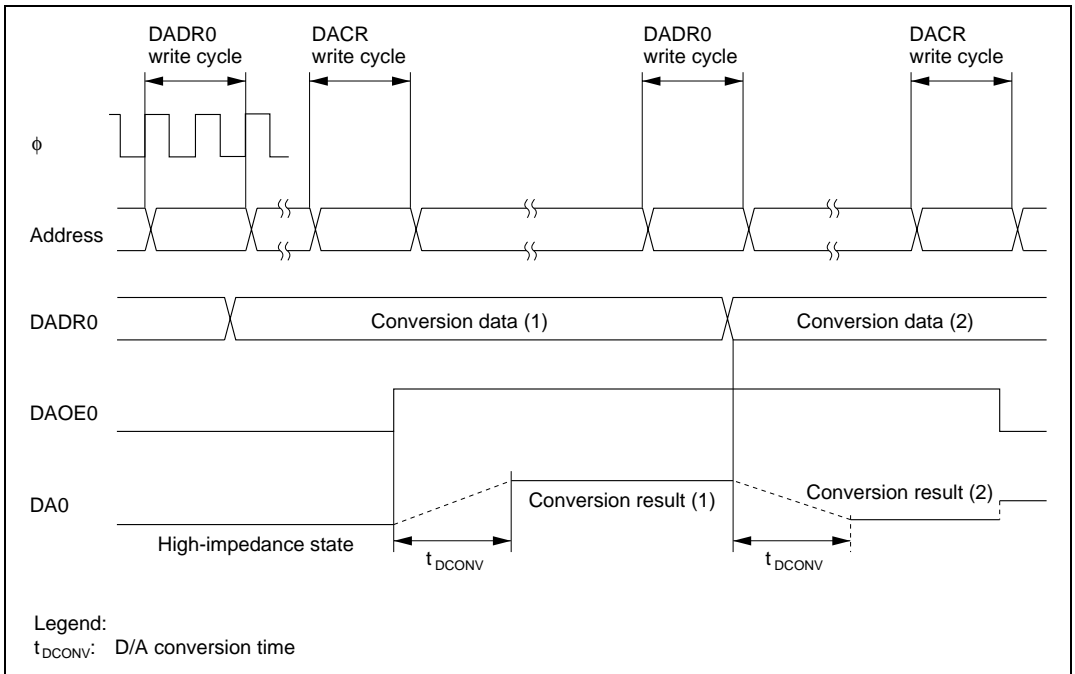 DADR0
write cycle
DACR
write cycle
DADR0
write cycle
DACR
write cycle
ϕ
Address
DADR0
Conversion data (1)
Conversion data (2)
DAOE0
DA0
Conversion result (1)
Conversion result (2)
High-impedance state
t DCONV
t DCONV
Legend:
tDCONV: D/A conversion time